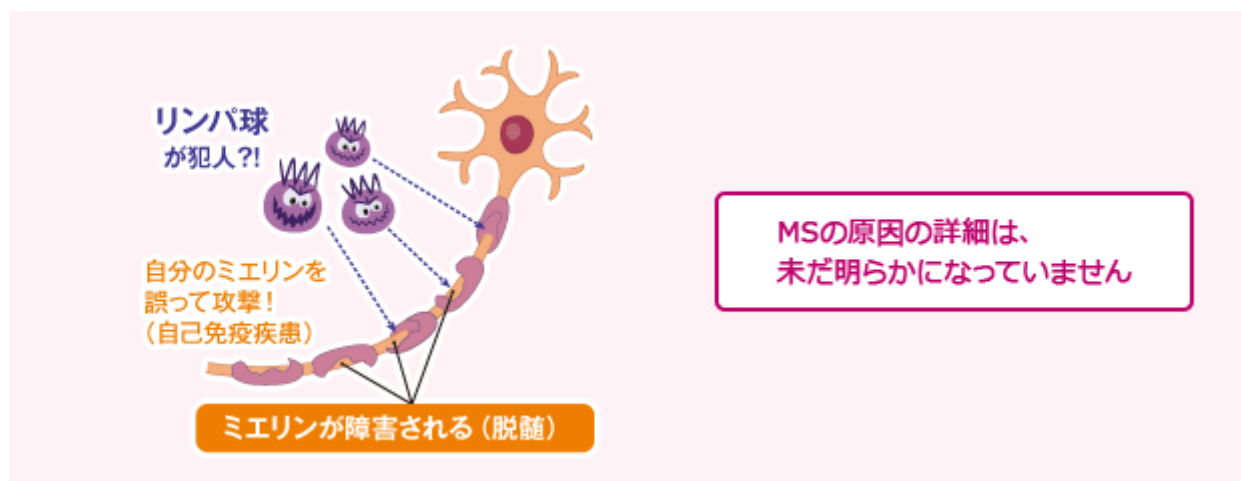 リンパ球
が犯人?!
自分のミエリンを
誤って攻撃！
（自己免疫疾患）
ミエリンが障害される（脱髄）
MSの原因の詳細は、
未だ明らかになっていません